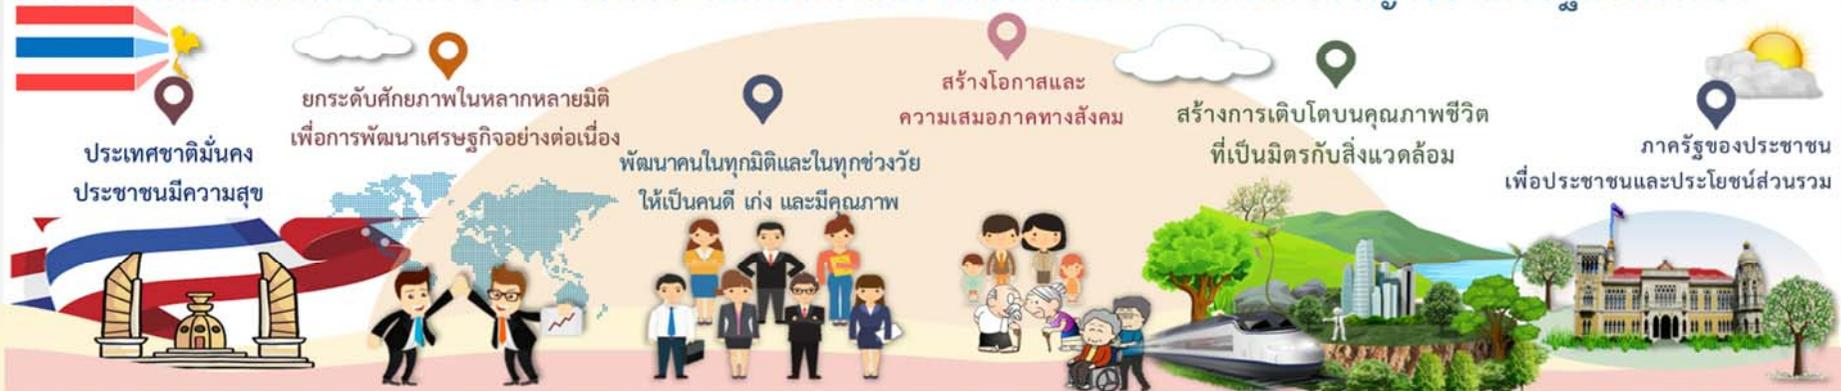 ประเทศชาติมั่นคง
ประชาชนมีความสุข
ยกระดับศักยภาพในหลากหลายมิติ
เพื่อการพัฒนาเศรษฐกิจอย่างต่อเนื่อง
พัฒนาคนในทุกมิติและในทุกช่วงวัย
ให้เป็นคนดี เก่ง และมีคุณภาพ
สร้างโอกาสและ
ความเสมอภาคทางสังคม
สร้างการเติบโตบนคุณภาพชีวิต
ที่เป็นมิตรกับสิ่งแวดล้อม
ภาครัฐของประชาชน
เพื่อประชาชนและประโยชน์ส่วนรวม